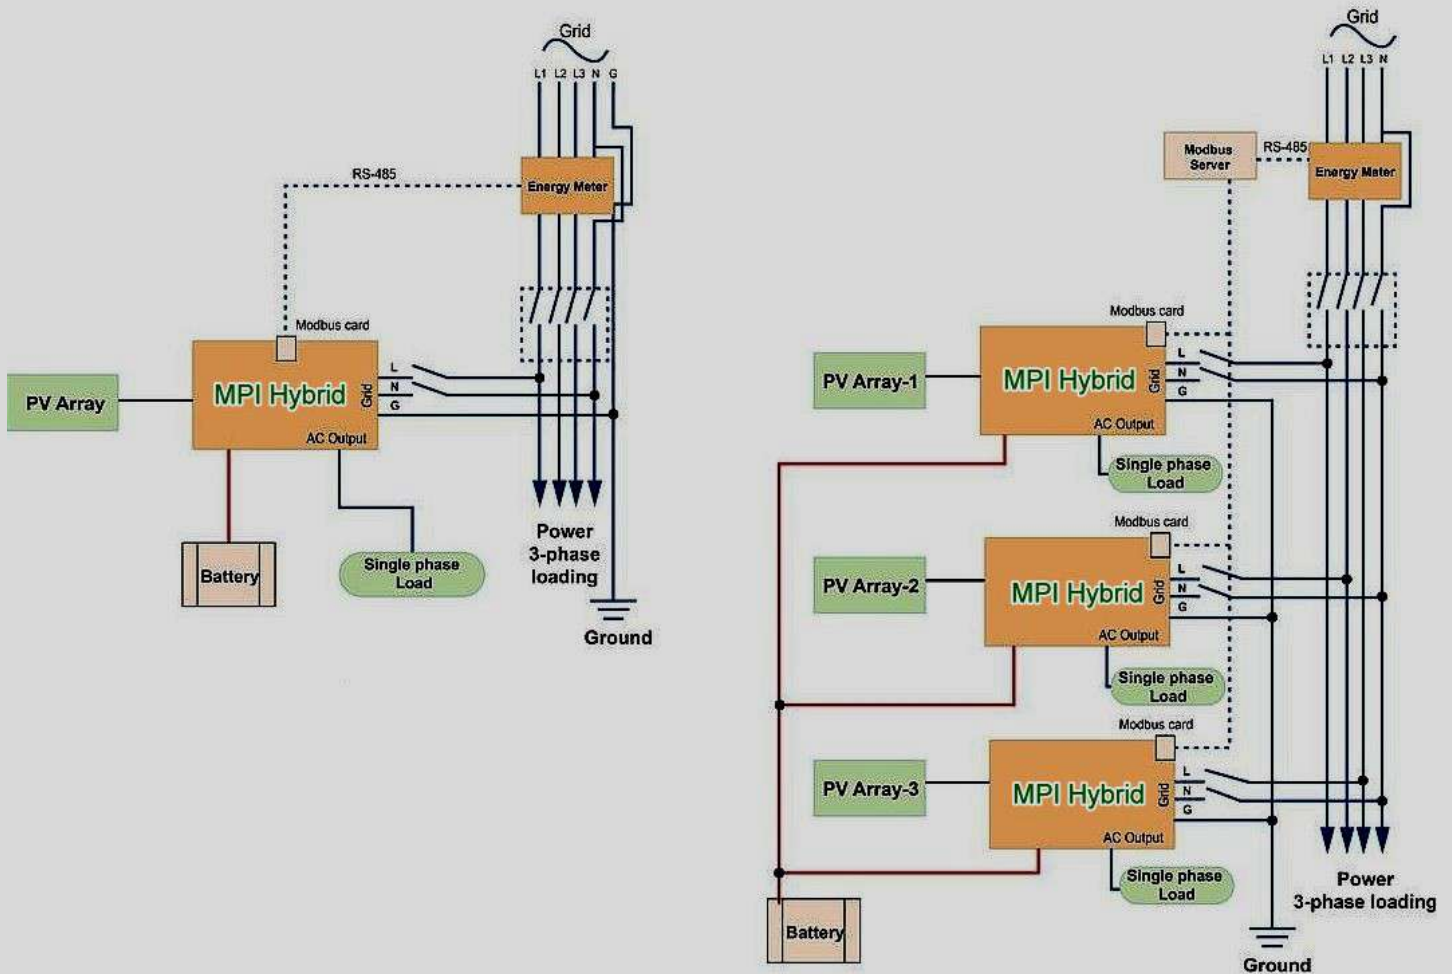 Grid
L1 L2 L3 N G
RS-485
Energy Meter
Modbus card
PV Array
MPI Hybrid
Grid
L
N
G
AC Output
Battery
Single phase
Load
Power
3-phase
loading
Ground
Grid
L1 L2 L3 N
Modbus
Server
RS-485
Energy Meter
Modbus card
PV Array-1
MPI Hybrid
Grid
L
N
G
AC Output
Single phase
Load
Modbus card
PV Array-2
MPI Hybrid
Grid
L
N
G
AC Output
Single phase
Load
Modbus card
PV Array-3
MPI Hybrid
Grid
L
N
G
AC Output
Single phase
Load
Battery
Power
3-phase loading
Ground